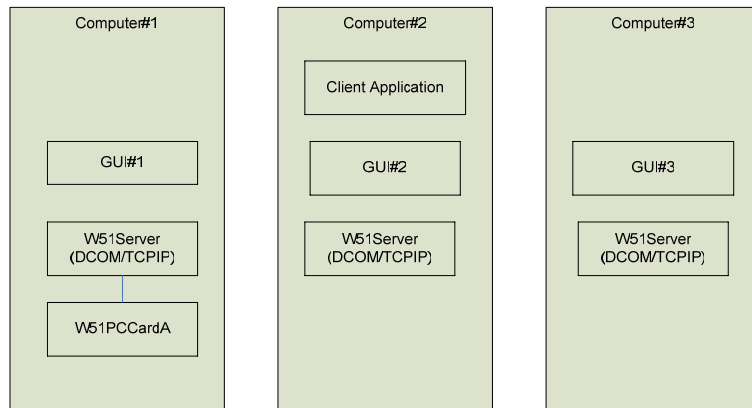 Computer#1
GUI#1
W51Server
(DCOM/TCPIP)
W51PCCardA
Computer#2
Client Application
GUI#2
W51Server
(DCOM/TCPIP)
Computer#3
GUI#3
W51Server
(DCOM/TCPIP)